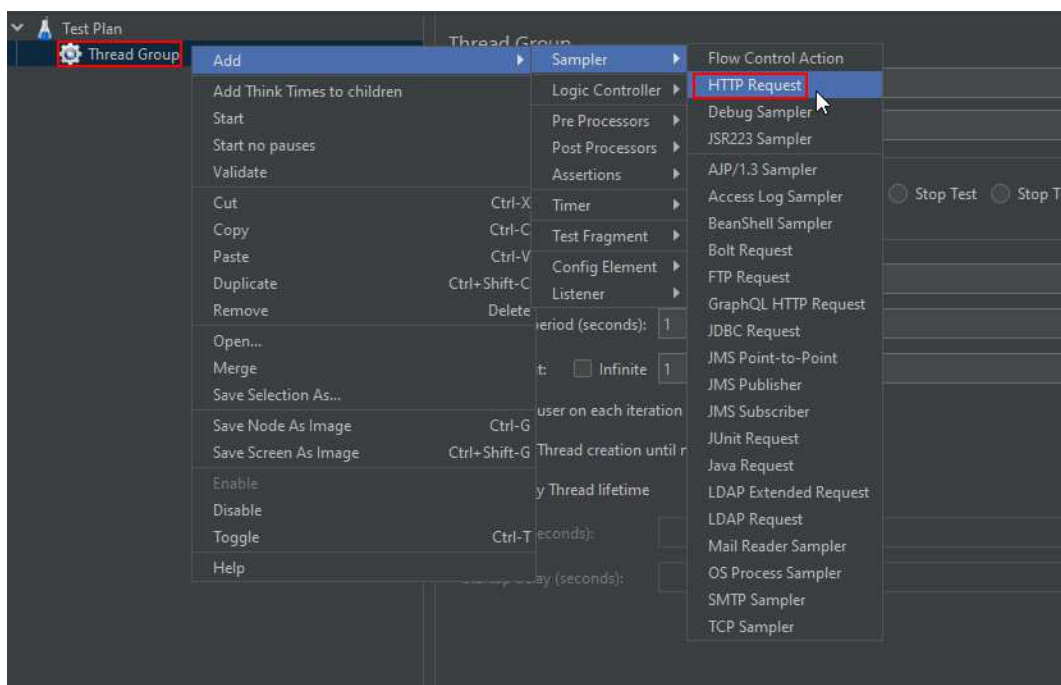 Test Plan
Thread Group
Thread Group
Add
Add Think Times to children
Start
Start no pauses
Validate
Cut Ctrl-X
Copy Ctrl-C
Paste Ctrl-V
Duplicate Ctrl+Shift-C
Remove Delete
Open...
Merge
Save Selection As...
Save Node As Image Ctrl-G
Save Screen As Image Ctrl+Shift-G
Enable
Disable
Toggle Ctrl-T
Help
Sampler
Logic Controller
Pre Processors
Post Processors
Assertions
Timer
Test Fragment
Config Element
Listener
Flow Control Action
HTTP Request
Debug Sampler
JSR223 Sampler
AJP/1.3 Sampler
Access Log Sampler
BeanShell Sampler
Bolt Request
FTP Request
GraphQL HTTP Request
JDBC Request
JMS Point-to-Point
JMS Publisher
JMS Subscriber
JUnit Request
Java Request
LDAP Extended Request
LDAP Request
Mail Reader Sampler
OS Process Sampler
SMTP Sampler
TCP Sampler
Stop Test Stop T
period (seconds): 1
t: Infinite 1
user on each iteration
Thread creation until
y Thread lifetime
econds):
ay (seconds):